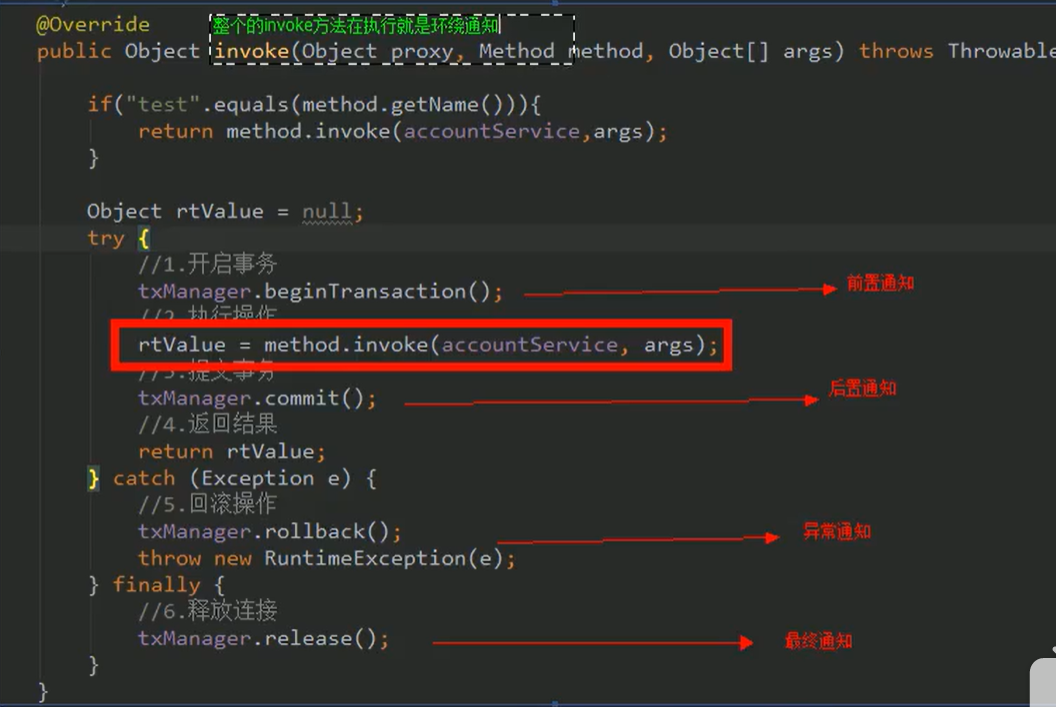 @Override
整个的invoke方法在执行就是环绕通知
public Object invoke(Object proxy, Method method, Object[] args) throws Throwable
if("test".equals(method.getName())){
return method.invoke(accountService,args);
}
Object rtValue = null;
try {
//1.开启事务
txManager.beginTransaction();
前置通知
//2.执行操作
rtValue = method.invoke(accountService, args);
//3.提交事务
txManager.commit();
后置通知
//4.返回结果
return rtValue;
} catch (Exception e) {
//5.回滚操作
txManager.rollback();
异常通知
throw new RuntimeException(e);
} finally {
//6.释放连接
txManager.release();
最终通知
}
}